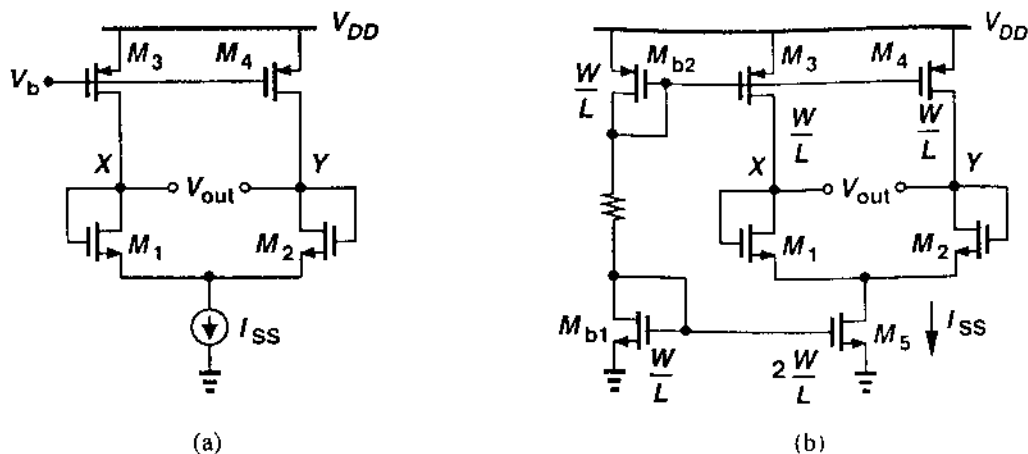 V_DD
M_3
M_4
V_b
X
Y
V_out
M_1
M_2
I_SS
(a)
V_DD
M_b2
M_3
M_4
W/L
W/L
W/L
X
Y
V_out
M_1
M_2
M_b1
W/L
2 W/L
M_5
I_SS
(b)